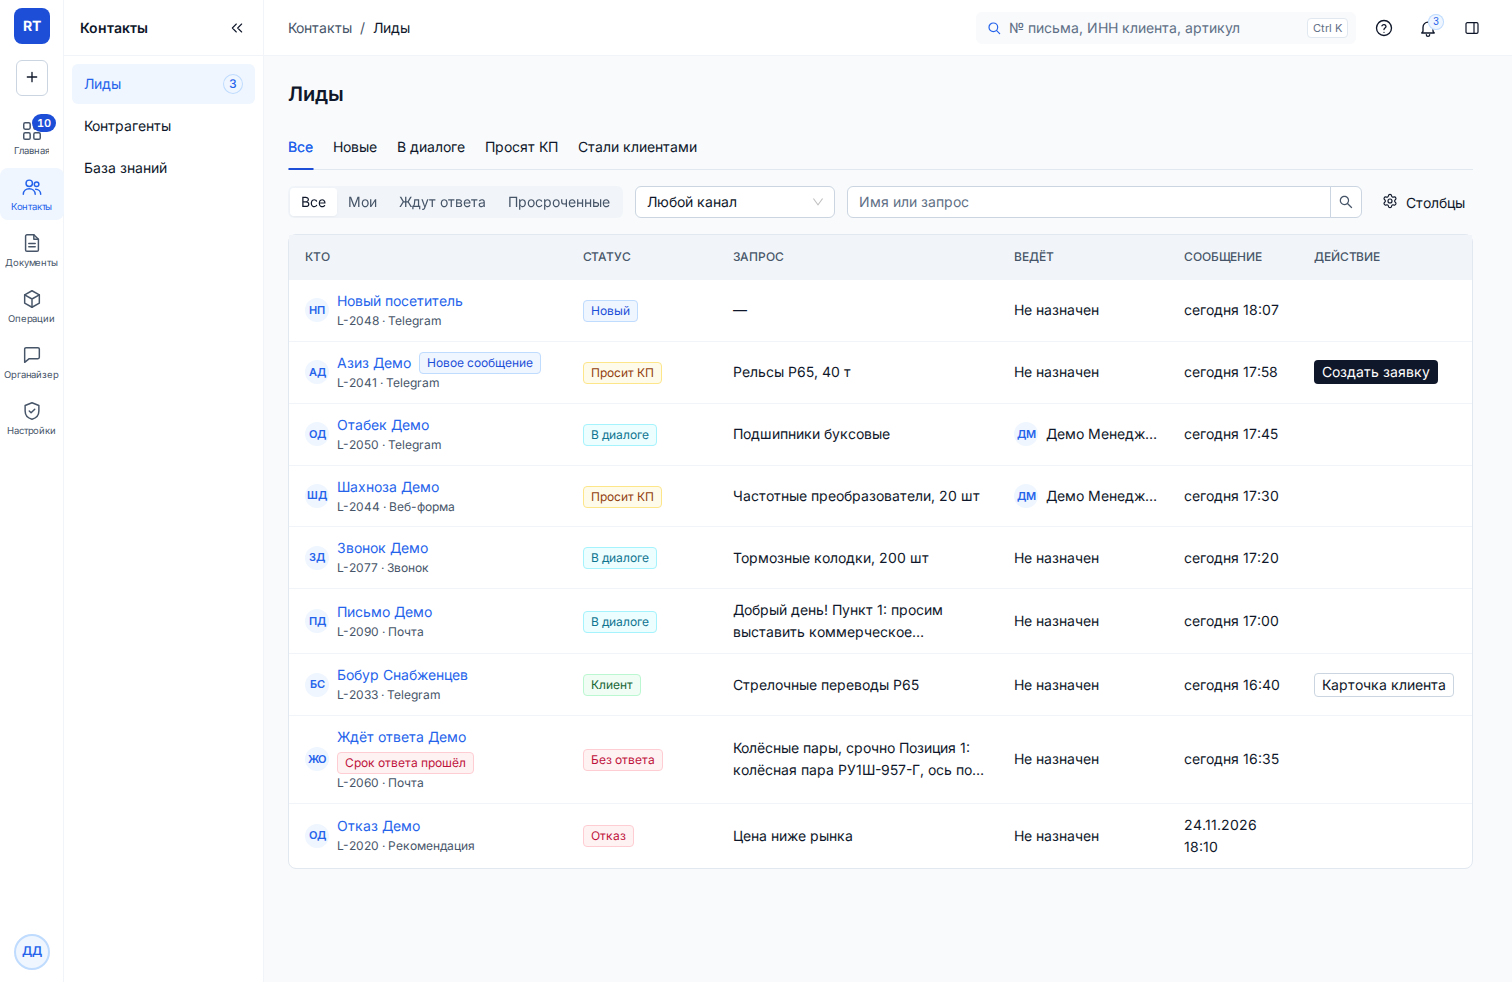 RT
Контакты
Контакты / Лиды
№ письма, ИНН клиента, артикул
Ctrl K
3
+
10
Главная
Контакты
Документы
Операции
Органайзер
Настройки
ДД
Лиды
3
Контрагенты
База знаний
Лиды
Все Новые В диалоге Просят КП Стали клиентами
Все Мои Ждут ответа Просроченные
Любой канал
Имя или запрос
Столбцы
КТО СТАТУС ЗАПРОС ВЕДЁТ СООБЩЕНИЕ ДЕЙСТВИЕ
НП Новый посетитель
L-2048 · Telegram
Новый — Не назначен сегодня 18:07
АД Азиз Демо Новое сообщение
L-2041 · Telegram
Просит КП Рельсы Р65, 40 т Не назначен сегодня 17:58 Создать заявку
ОД Отабек Демо
L-2050 · Telegram
В диалоге Подшипники буксовые ДМ Демо Менедж... сегодня 17:45
ШД Шахноза Демо
L-2044 · Веб-форма
Просит КП Частотные преобразователи, 20 шт ДМ Демо Менедж... сегодня 17:30
ЗД Звонок Демо
L-2077 · Звонок
В диалоге Тормозные колодки, 200 шт Не назначен сегодня 17:20
ПД Письмо Демо
L-2090 · Почта
В диалоге
Добрый день! Пункт 1: просим
выставить коммерческое...
Не назначен сегодня 17:00
БС Бобур Снабженцев
L-2033 · Telegram
Клиент Стрелочные переводы Р65 Не назначен сегодня 16:40 Карточка клиента
ЖО Ждёт ответа Демо
Срок ответа прошёл
L-2060 · Почта
Без ответа
Колёсные пары, срочно Позиция 1:
колёсная пара РУ1Ш-957-Г, ось по...
Не назначен сегодня 16:35
ОД Отказ Демо
L-2020 · Рекомендация
Отказ Цена ниже рынка Не назначен
24.11.2026
18:10